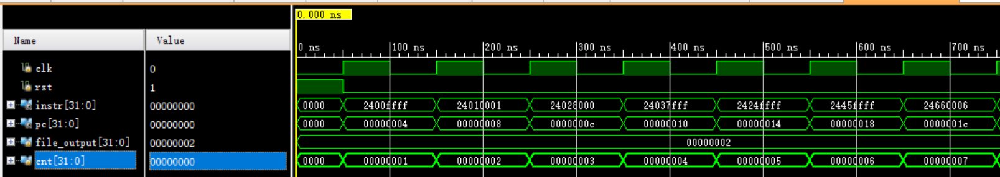 0.000 ns
Name Value
0 ns 100 ns 200 ns 300 ns 400 ns 500 ns 600 ns 700 ns
clk 0
rst 1
instr[31:0] 00000000 0000 2400ffff 24010001 24028000 24037fff 2424ffff 2445ffff 24660006
pc[31:0] 00000000 0000 00000004 00000008 0000000c 00000010 00000014 00000018 0000001c
file_output[31:0] 00000002 00000002
cnt[31:0] 00000000 0000 00000001 00000002 00000003 00000004 00000005 00000006 00000007